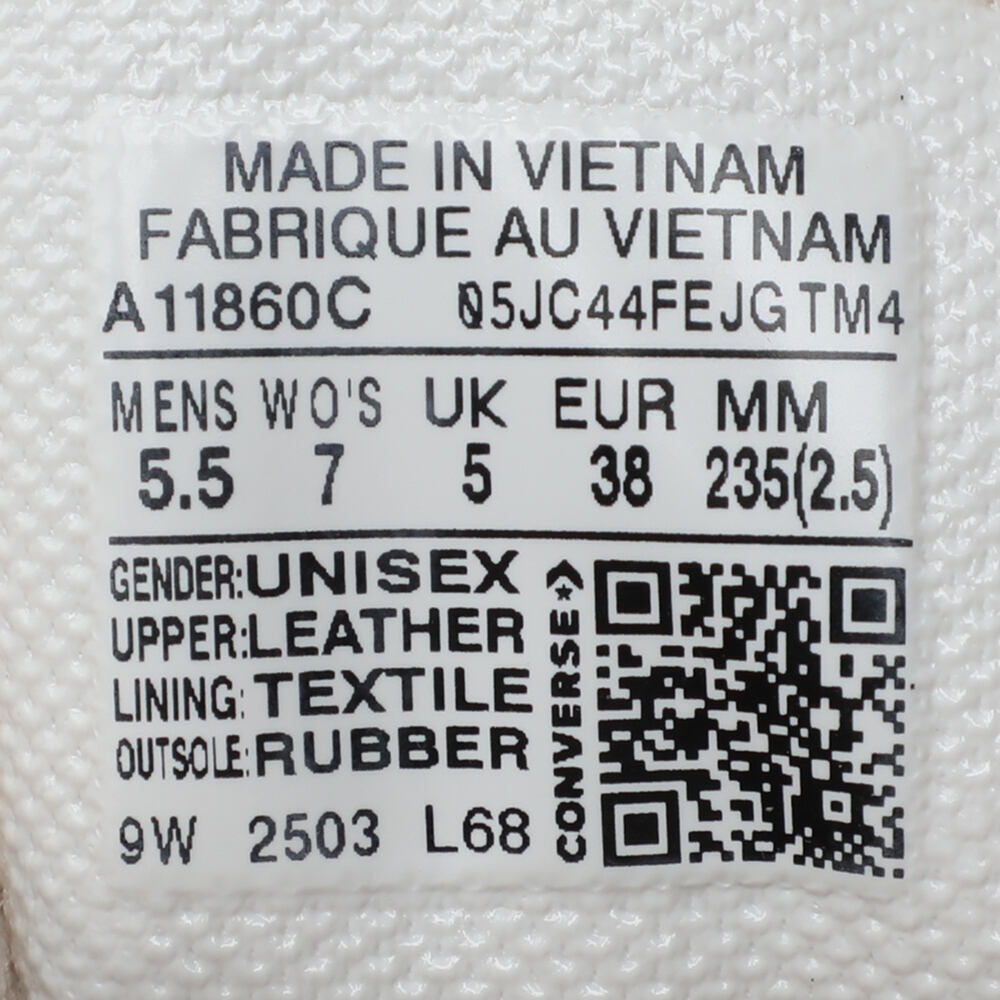 MADE IN VIETNAM
FABRIQUE AU VIETNAM
A11860C 05JC44FEJGTM4
MENS WO'S UK EUR MM
5.5 7 5 38 235(2.5)
GENDER:UNISEX
UPPER:LEATHER
LINING:TEXTILE
OUTSOLE:RUBBER
9W 2503 L68
CONVERSE